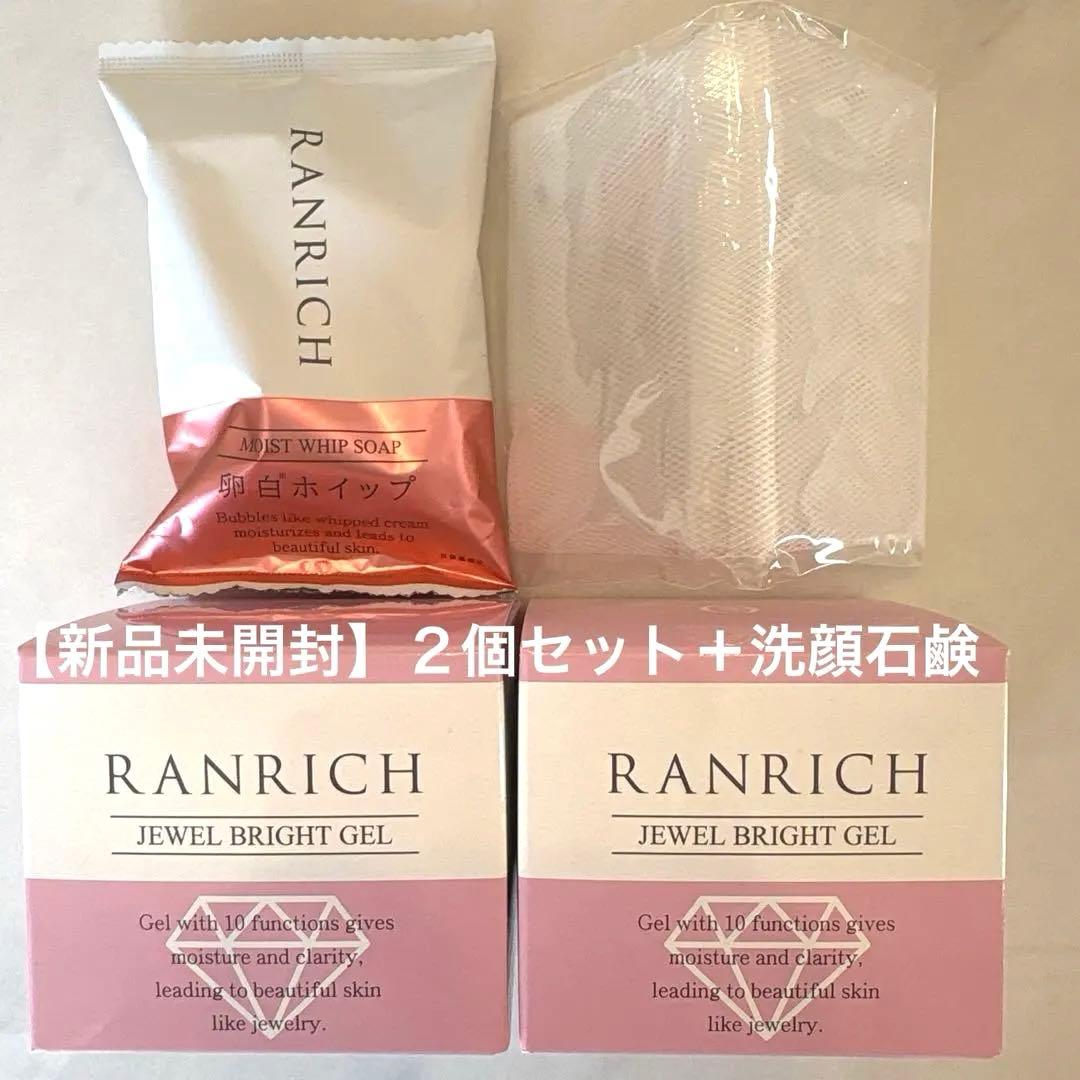 RANRICH
MOIST WHIP SOAP
卵白※ホイップ
Bubbles like whipped cream
moisturizes and leads to
beautiful skin.
【新品未開封】２個セット＋洗顔石鹸
RANRICH
JEWEL BRIGHT GEL
Gel with 10 functions gives
moisture and clarity,
leading to beautiful skin
like jewelry.
RANRICH
JEWEL BRIGHT GEL
Gel with 10 functions gives
moisture and clarity,
leading to beautiful skin
like jewelry.